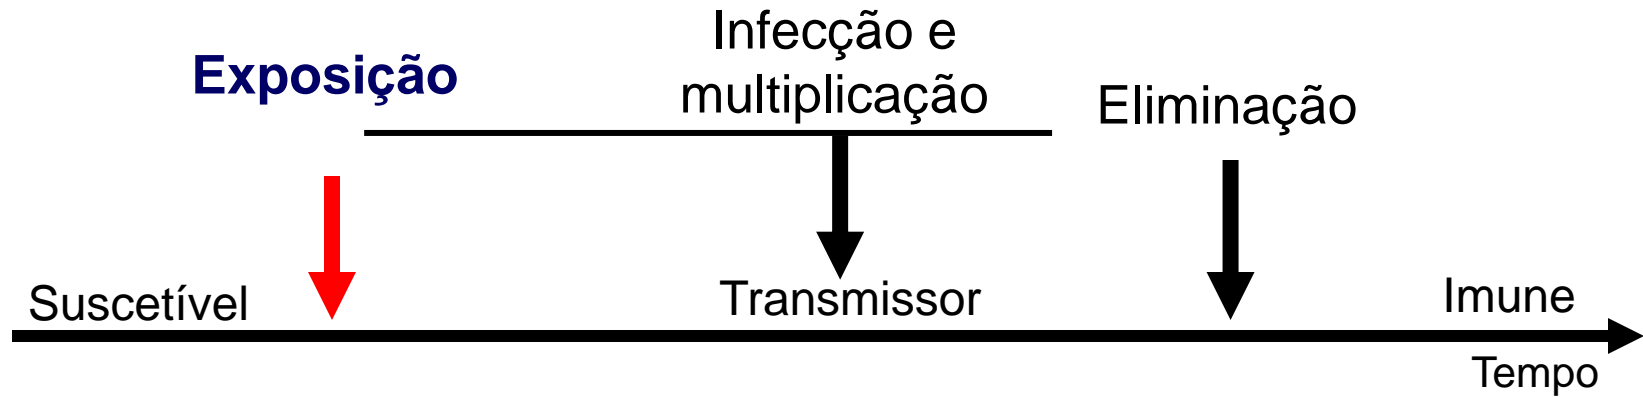 Exposição
Infecção e
multiplicação
Eliminação
Suscetível
Transmissor
Imune
Tempo